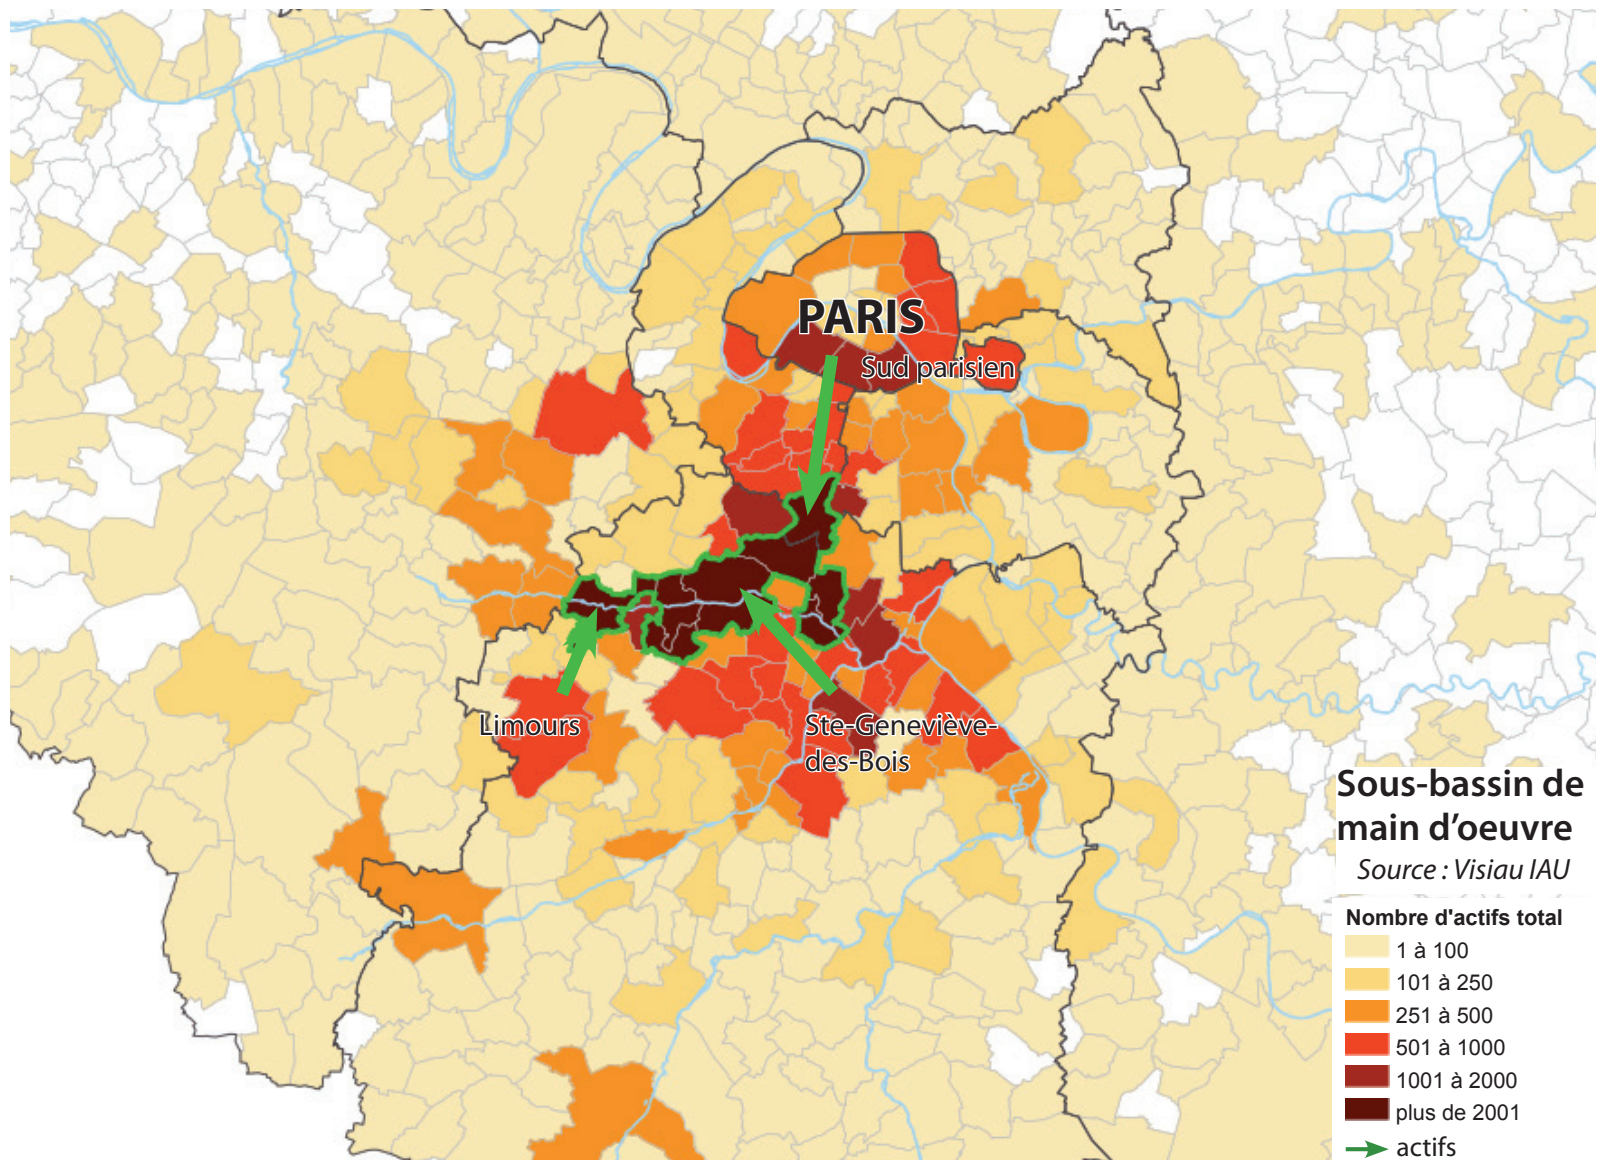 PARIS
Sud parisien
Limours
Ste-Geneviève-
des-Bois
Sous-bassin de
main d'oeuvre
Source : Visiau IAU
Nombre d'actifs total
1 à 100
101 à 250
251 à 500
501 à 1000
1001 à 2000
plus de 2001
actifs